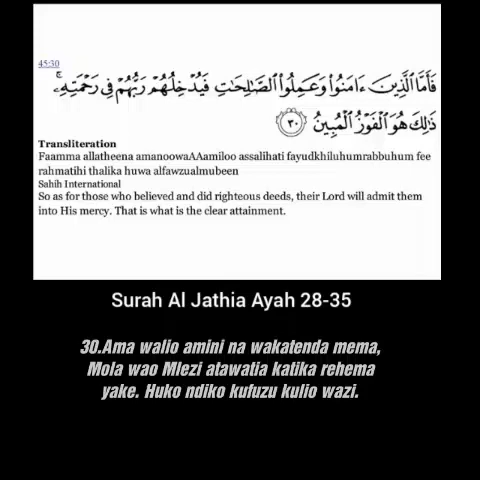 45:30
فَأَمَّا ٱلَّذِينَ ءَامَنُوا۟ وَعَمِلُوا۟ ٱلصَّـٰلِحَـٰتِ فَيُدْخِلُهُمْ رَبُّهُمْ فِى رَحْمَتِهِۦ ۚ
ذَٰلِكَ هُوَ ٱلْفَوْزُ ٱلْمُبِينُ ﴿٣٠﴾
Transliteration
Faamma allatheena amanoowaAAamiloo assalihati fayudkhiluhumrabbuhum fee
rahmatihi thalika huwa alfawzualmubeen
Sahih International
So as for those who believed and did righteous deeds, their Lord will admit them
into His mercy. That is what is the clear attainment.
Surah Al Jathia Ayah 28-35
30.Ama walio amini na wakatenda mema,
Mola wao Mlezi atawatia katika rehema
yake. Huko ndiko kufuzu kulio wazi.